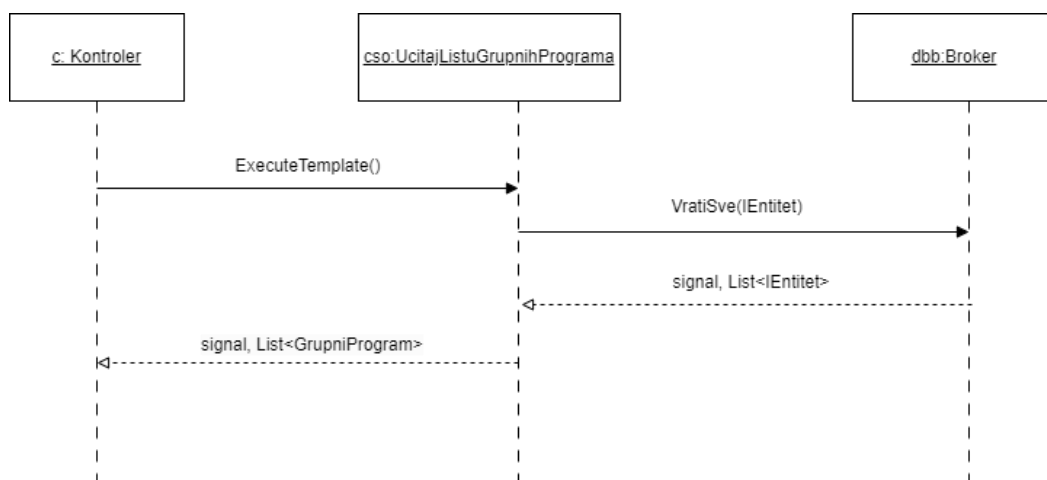 c: Kontroler
cso:UcitajListuGrupnihPrograma
dbb:Broker
ExecuteTemplate()
VratiSve(IEntitet)
signal, List<IEntitet>
signal, List<GrupniProgram>